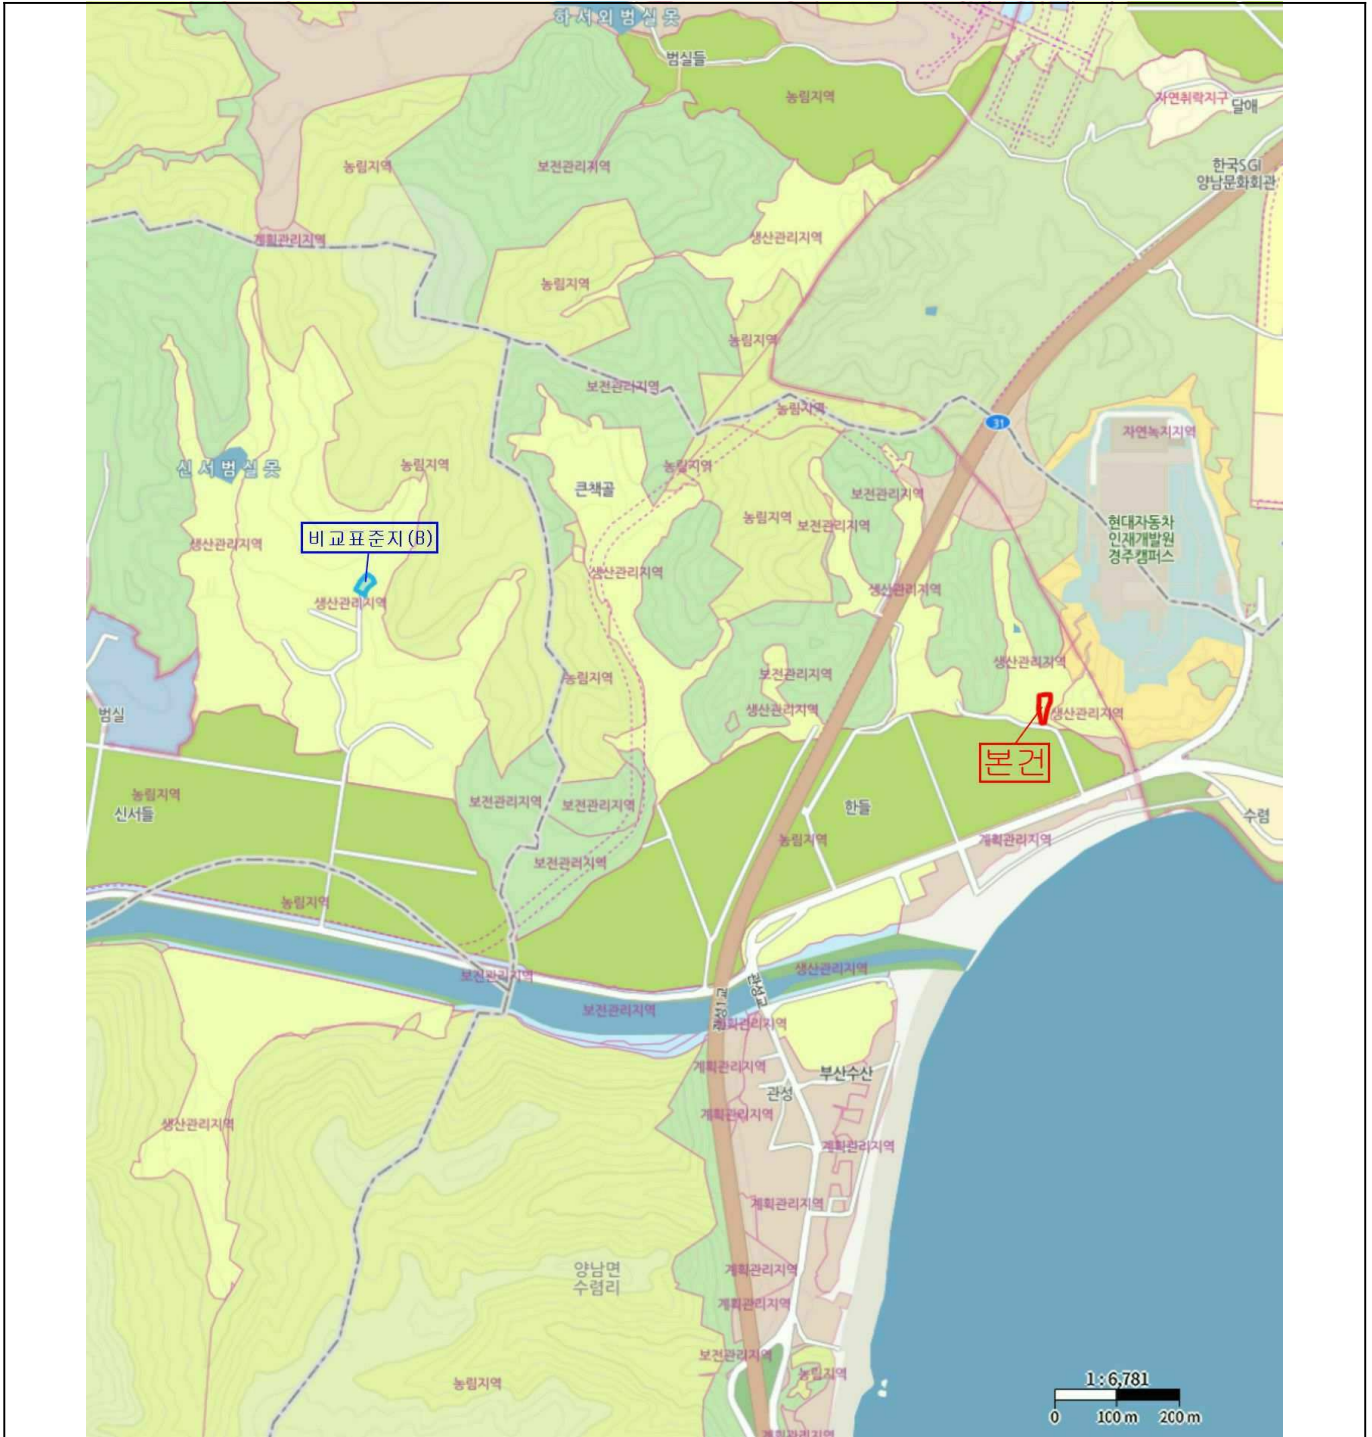 하서외범실못
범실들
농림지역
자연취락지구
달애
농림지역
보전관리지역
한국SGI
양남문화회관
계획관리지역
생산관리지역
농림지역
농림지역
보전관리지역
농림지역
31
자연녹지지역
신서범실못
농림지역
농림지역
큰책골
보전관리지역
농림지역
보전관리지역
현대자동차
인재개발원
경주캠퍼스
비교표준지(B)
생산관리지역
생산관리지역
생산관리지역
생산관리지역
생산관리지역
농림지역
보전관리지역
생산관리지역
생산관리지역
범실
본건
농림지역
신서들
보전관리지역
보전관리지역
한들
수렴
농림지역
계획관리지역
보전관리지역
농림지역
보전관리지역
생산관리지역
관성교
관성1교
보전관리지역
계획관리지역
계획관리지역
부산수산
관성
계획관리지역
생산관리지역
계획관리지역
계획관리지역
양남면
수렴리
계획관리지역
계획관리지역
보전관리지역
농림지역
농림지역
1:6,781
0 100 m 200 m
계획관리지역